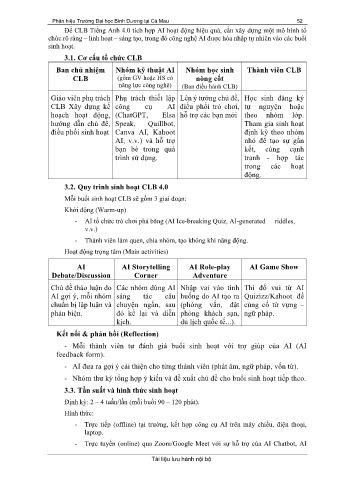 Phân hiệu Trường Đại học Bình Dương tại Cà Mau 52
Để CLB Tiếng Anh 4.0 tích hợp AI hoạt động hiệu quả, cần xây dựng một mô hình tổ
chức rõ ràng – linh hoạt – sáng tạo, trong đó công nghệ AI được hòa nhập tự nhiên vào các buổi
sinh hoạt.
3.1. Cơ cấu tổ chức CLB
Ban chủ nhiệm
CLB
Nhóm kỹ thuật AI
(gồm GV hoặc HS có
năng lực công nghệ)
Nhóm học sinh
nòng cốt
(Ban điều hành CLB)
Thành viên CLB
Giáo viên phụ trách
CLB Xây dựng kế
hoạch hoạt động,
hướng dẫn chủ đề,
điều phối sinh hoạt
Phụ trách thiết lập
công cụ AI
(ChatGPT, Elsa
Speak, Quillbot,
Canva AI, Kahoot
AI, v.v.) và hỗ trợ
bạn bè trong quá
trình sử dụng.
Lên ý tưởng chủ đề,
điều phối trò chơi,
hỗ trợ các bạn mới
Học sinh đăng ký
tự nguyện hoặc
theo nhóm lớp.
Tham gia sinh hoạt
định kỳ theo nhóm
nhỏ để tạo sự gắn
kết, cùng cạnh
tranh - hợp tác
trong các hoạt
động.
3.2. Quy trình sinh hoạt CLB 4.0
Mỗi buổi sinh hoạt CLB sẽ gồm 3 giai đoạn:
Khởi động (Warm-up)
- AI tổ chức trò chơi phá băng (AI Ice-breaking Quiz, AI-generated riddles,
v.v.)
- Thành viên làm quen, chia nhóm, tạo không khí năng động.
Hoạt động trọng tâm (Main activities)
AI
Debate/Discussion
AI Storytelling
Corner
AI Role-play
Adventure
AI Game Show
Chủ đề thảo luận do
AI gợi ý, mỗi nhóm
chuẩn bị lập luận và
phản biện.
Các nhóm dùng AI
sáng tác câu
chuyện ngắn, sau
đó kể lại và diễn
kịch.
Nhập vai vào tình
huống do AI tạo ra
(phỏng vấn, đặt
phòng khách sạn,
du lịch quốc tế...).
Thi đố vui từ AI
Quizizz/Kahoot để
củng cố từ vựng –
ngữ pháp.
Kết nối & phản hồi (Reflection)
- Mỗi thành viên tự đánh giá buổi sinh hoạt với trợ giúp của AI (AI
feedback form).
- AI đưa ra gợi ý cải thiện cho từng thành viên (phát âm, ngữ pháp, vốn từ).
- Nhóm thư ký tổng hợp ý kiến và đề xuất chủ đề cho buổi sinh hoạt tiếp theo.
3.3. Tần suất và hình thức sinh hoạt
Định kỳ: 2 – 4 tuần/lần (mỗi buổi 90 – 120 phút).
Hình thức:
- Trực tiếp (offline) tại trường, kết hợp công cụ AI trên máy chiếu, điện thoại,
laptop.
- Trực tuyến (online) qua Zoom/Google Meet với sự hỗ trợ của AI Chatbot, AI
Tài liệu lưu hành nội bộ